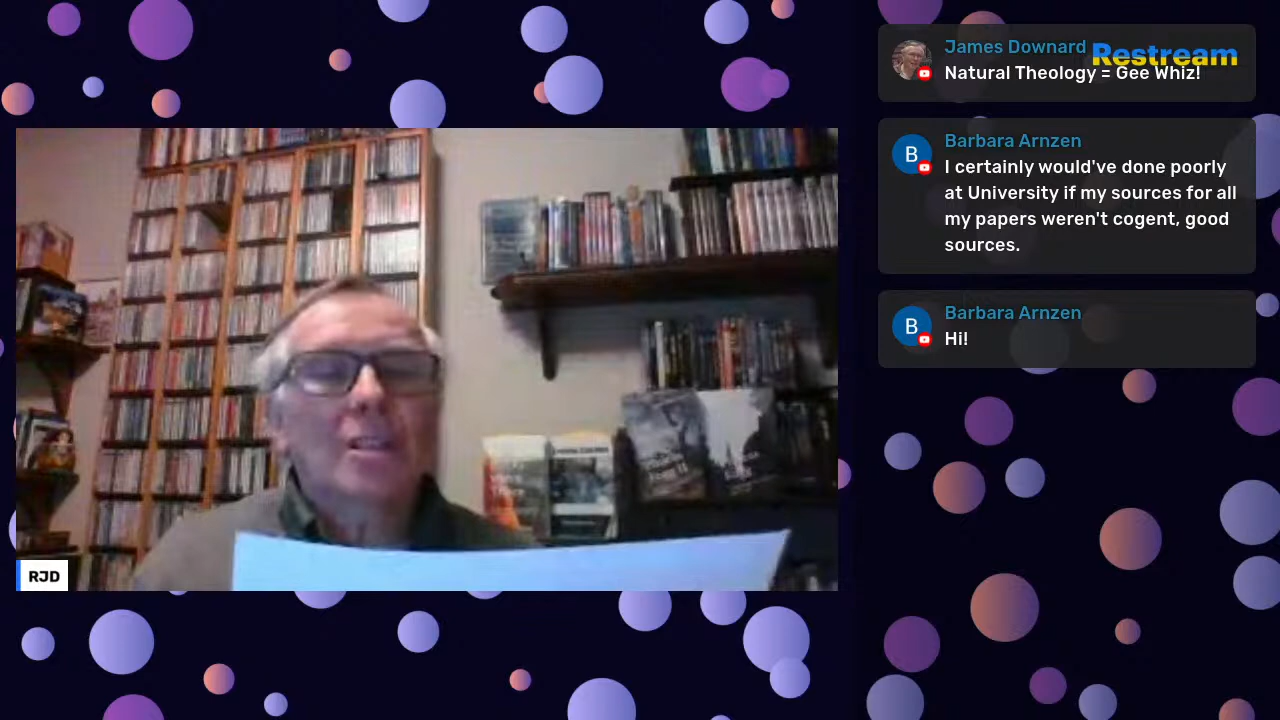 James Downard
Restream
Natural Theology = Gee Whiz!
B
Barbara Arnzen
I certainly would've done poorly
at University if my sources for all
my papers weren't cogent, good
sources.
B
Barbara Arnzen
Hi!
RJD